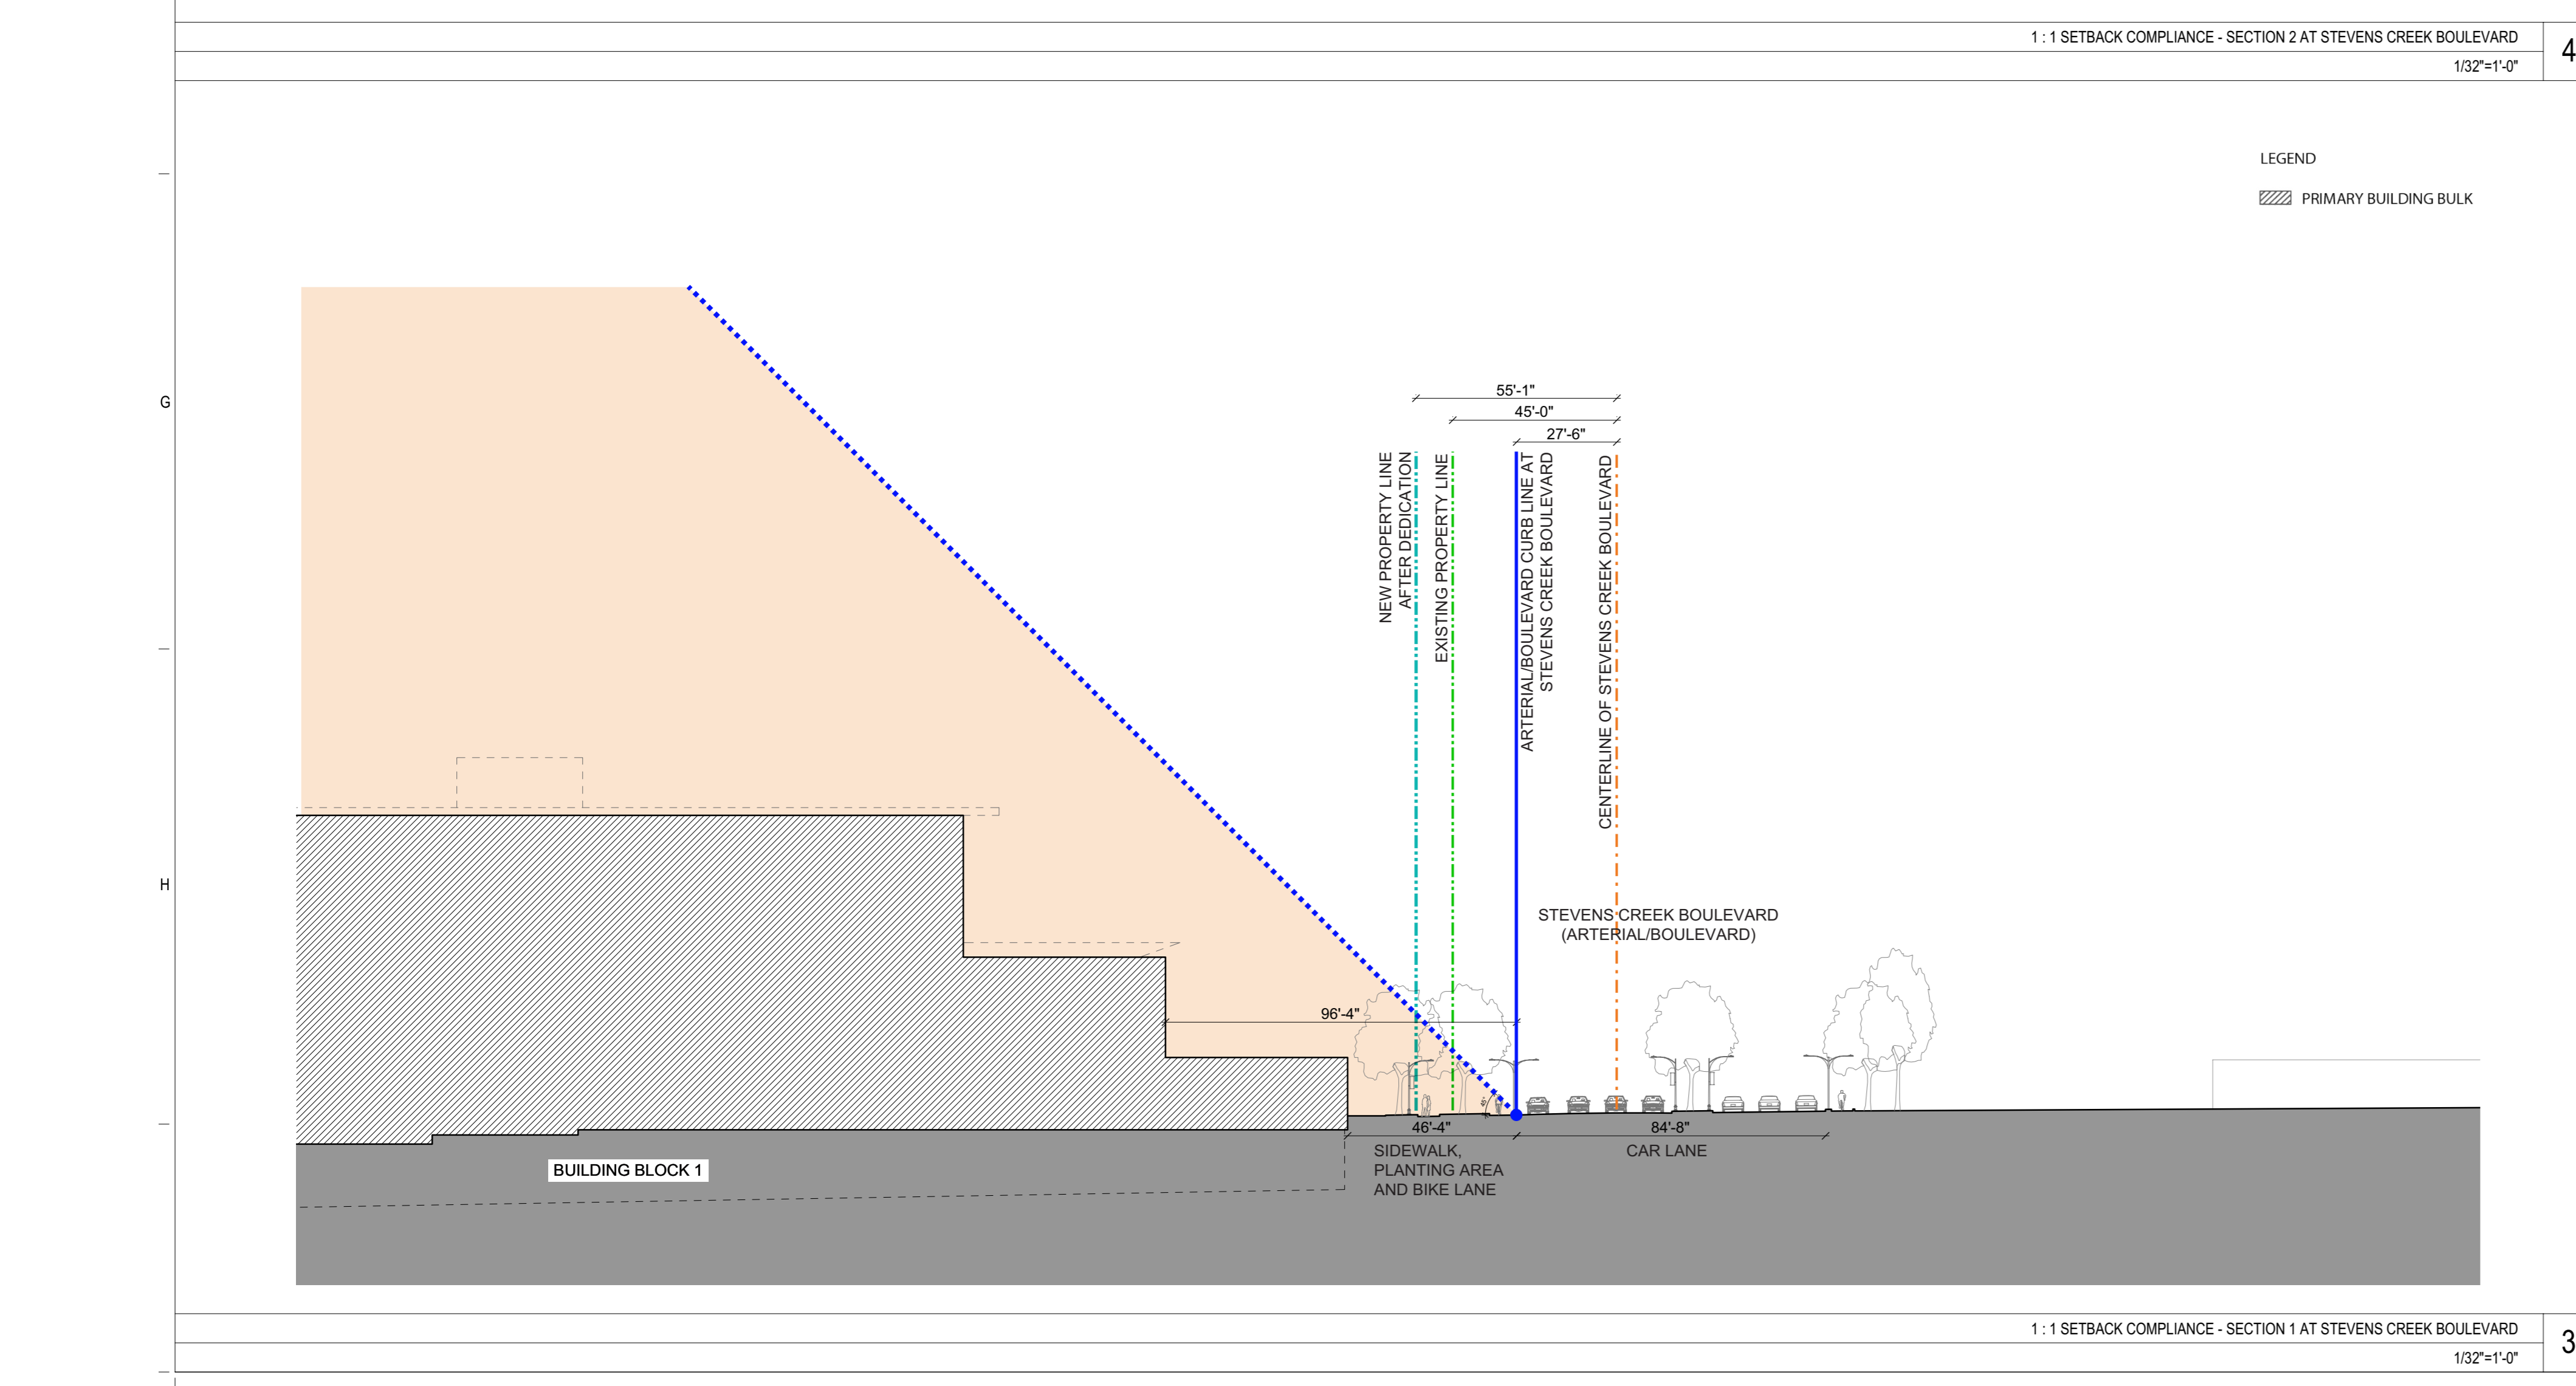 1 : 1 SETBACK COMPLIANCE - SECTION 2 AT STEVENS CREEK BOULEVARD
4
1/32"=1'-0"
LEGEND
PRIMARY BUILDING BULK
G
55'-1"
45'-0"
27'-6"
NEW PROPERTY LINE
AFTER DEDICATION
EXISTING PROPERTY LINE
ARTERIAL/BOULEVARD CURB LINE AT
STEVENS CREEK BOULEVARD
CENTERLINE OF STEVENS CREEK BOULEVARD
H
STEVENS CREEK BOULEVARD
(ARTERIAL/BOULEVARD)
96'-4"
45°
46'-4"
84'-8"
SIDEWALK,
PLANTING AREA
AND BIKE LANE
CAR LANE
BUILDING BLOCK 1
1 : 1 SETBACK COMPLIANCE - SECTION 1 AT STEVENS CREEK BOULEVARD
3
1/32"=1'-0"